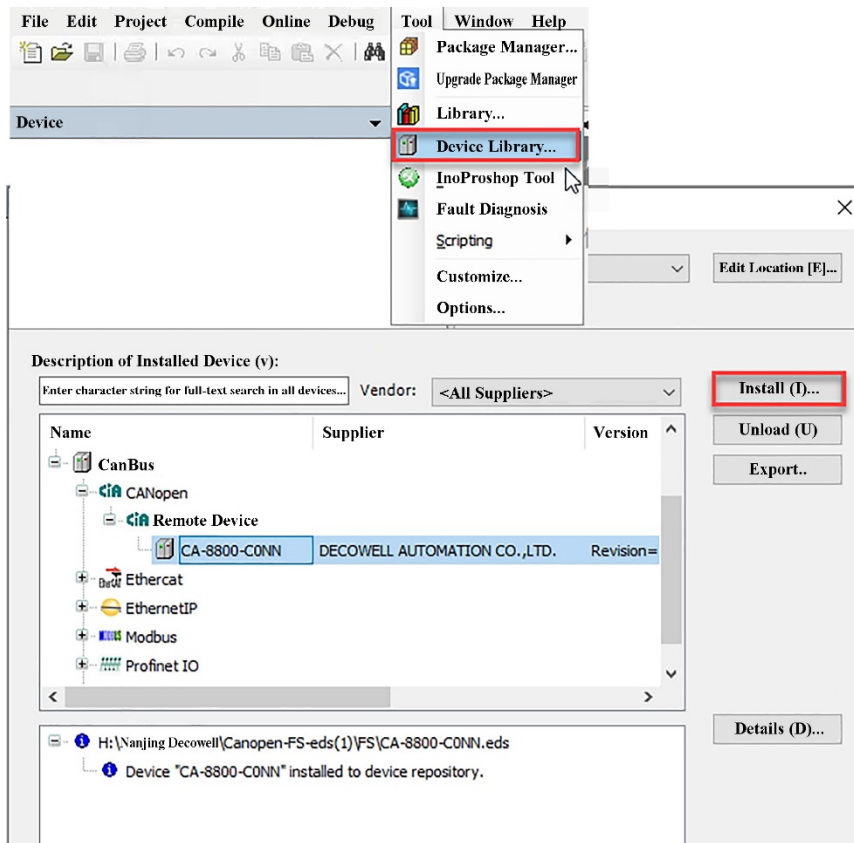 File Edit Project Compile Online Debug Tool Window Help
Package Manager...
Upgrade Package Manager
Device
Library...
Device Library...
InoProshop Tool
Fault Diagnosis
Scripting
Customize...
Options...
Edit Location [E]...
Description of Installed Device (v):
Enter character string for full-text search in all devices... Vendor: <All Suppliers>
Install (I)...
Name Supplier Version
Unload (U)
CanBus
Export..
CiA CANopen
CiA Remote Device
CA-8800-C0NN DECOWELL AUTOMATION CO.,LTD. Revision=
Ethercat
EthernetIP
MODBUS Modbus
Profinet IO
Details (D)...
H:\Nanjing Decowell\Canopen-FS-eds(1)\FS\CA-8800-C0NN.eds
Device "CA-8800-C0NN" installed to device repository.